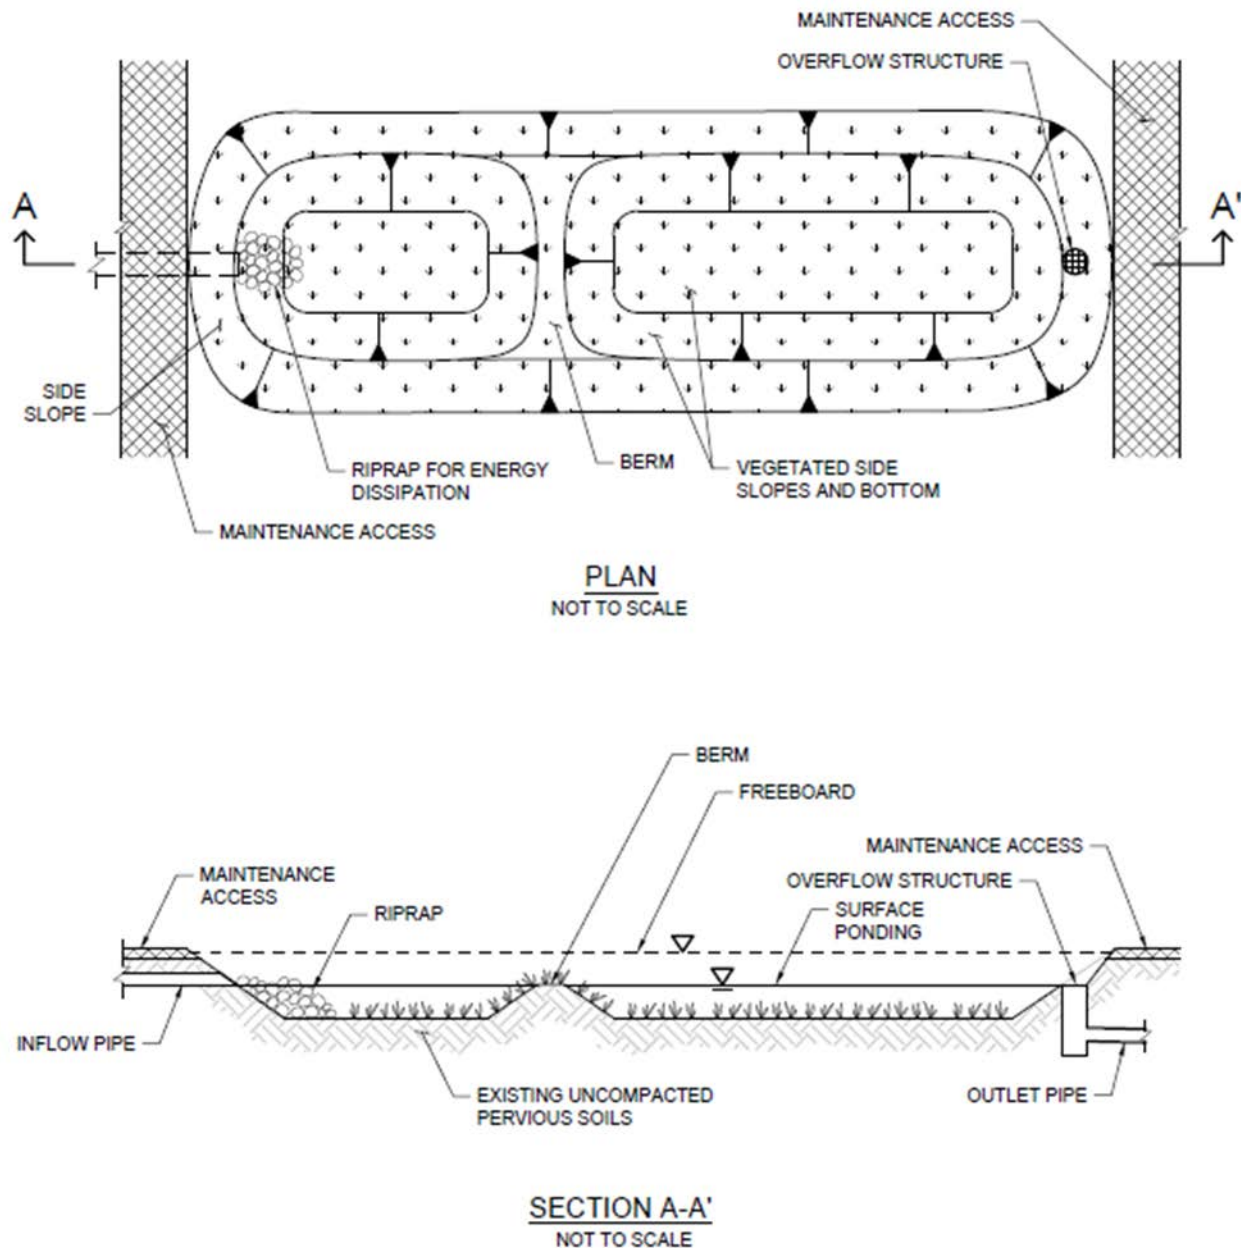 MAINTENANCE ACCESS
OVERFLOW STRUCTURE
A
A'
SIDE
SLOPE
RIPRAP FOR ENERGY
DISSIPATION
BERM
VEGETATED SIDE
SLOPES AND BOTTOM
MAINTENANCE ACCESS
PLAN
NOT TO SCALE
BERM
FREEBOARD
MAINTENANCE ACCESS
MAINTENANCE
ACCESS
OVERFLOW STRUCTURE
RIPRAP
SURFACE
PONDING
INFLOW PIPE
EXISTING UNCOMPACTED
PERVIOUS SOILS
OUTLET PIPE
SECTION A-A'
NOT TO SCALE